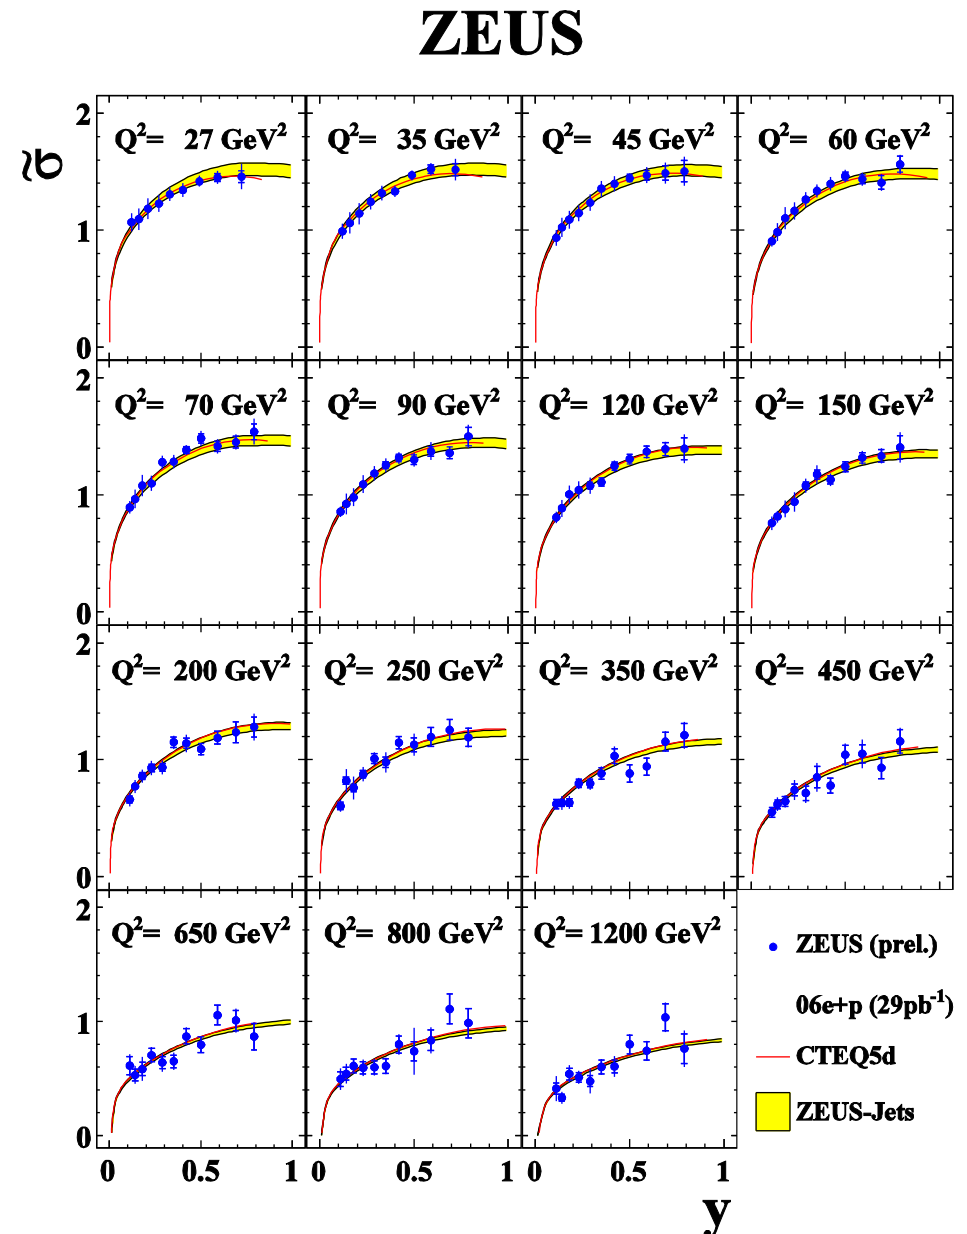 ZEUS
σ̃
2
Q²= 27 GeV² Q²= 35 GeV² Q²= 45 GeV² Q²= 60 GeV²
1
0
2
Q²= 70 GeV² Q²= 90 GeV² Q²= 120 GeV² Q²= 150 GeV²
1
0
2
Q²= 200 GeV² Q²= 250 GeV² Q²= 350 GeV² Q²= 450 GeV²
1
0
2
Q²= 650 GeV² Q²= 800 GeV² Q²= 1200 GeV²
1
0
0 0.5 1 0 0.5 1 0 0.5 1
y
ZEUS (prel.)
06e+p (29pb⁻¹)
CTEQ5d
ZEUS-Jets